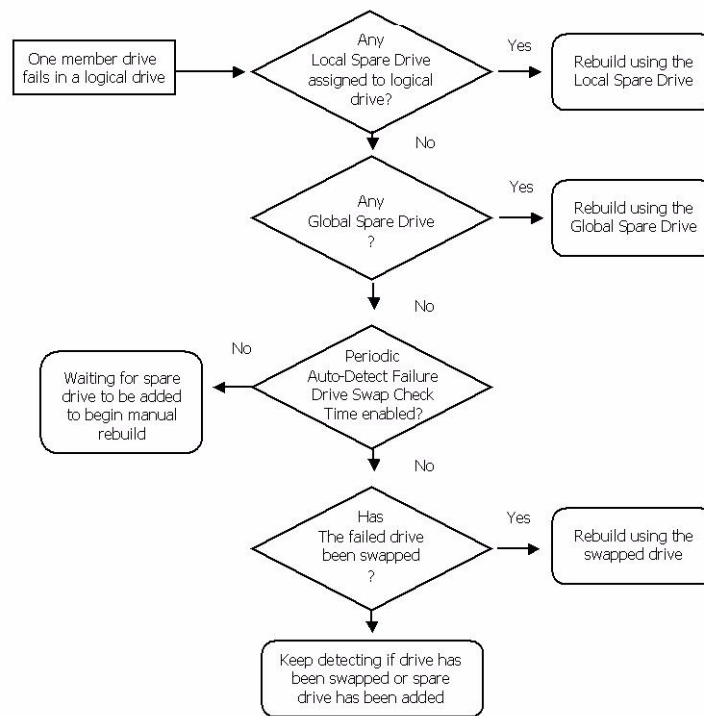 Any
One member drive
fails in a logical drive
Local Spare Drive
assigned to logical
drive?
Yes
Rebuild using the
Local Spare Drive
No
Any
Global Spare Drive
?
Yes
Rebuild using the
Global Spare Drive
No
No
Periodic
Auto-Detect Failure
Drive Swap Check
Time enabled?
Waiting for spare
drive to be added
to begin manual
rebuild
No
Has
The failed drive
been swapped
?
Yes
Rebuild using the
swapped drive
Keep detecting if drive has
been swapped or spare
drive has been added